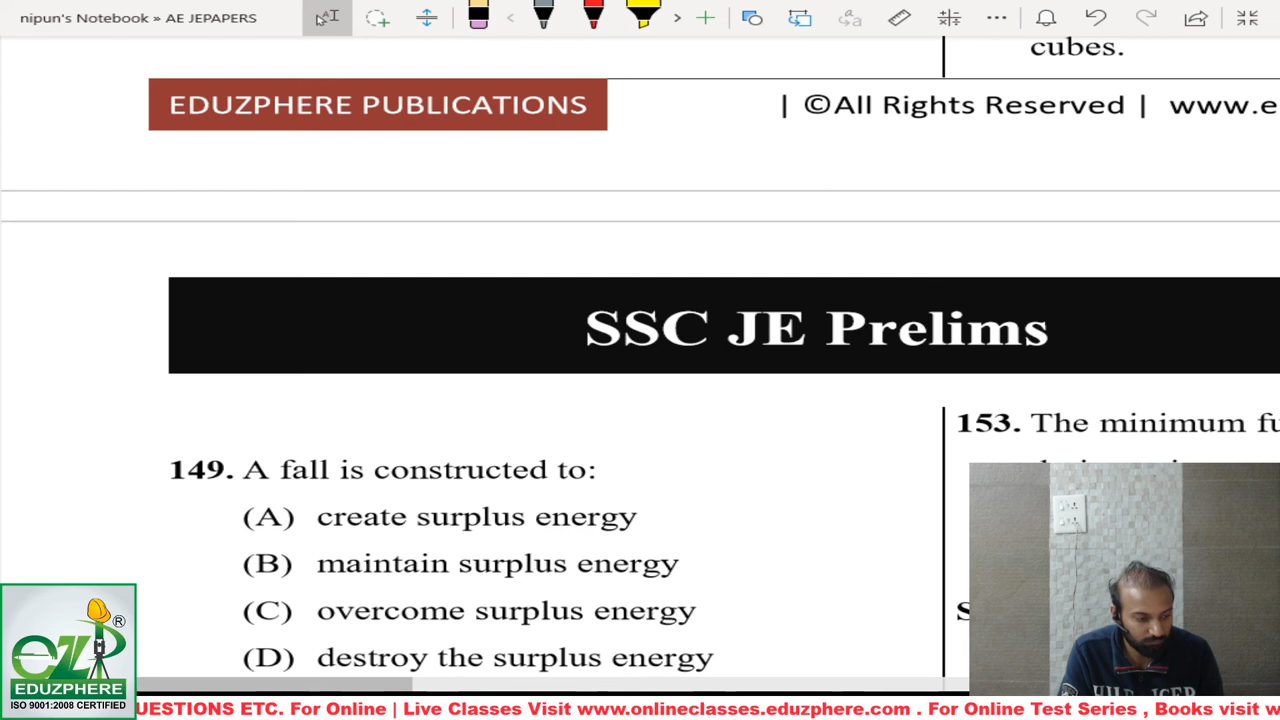 nipun's Notebook » AE JEPAPERS
cubes.
EDUZPHERE PUBLICATIONS
| ©All Rights Reserved | www.e
SSC JE Prelims
149. A fall is constructed to:
(A) create surplus energy
(B) maintain surplus energy
(C) overcome surplus energy
(D) destroy the surplus energy
153. The minimum fu
S
EZP
®
EDUZPHERE
ISO 9001:2008 CERTIFIED
UESTIONS ETC. For Online | Live Classes Visit www.onlineclasses.eduzphere.com . For Online Test Series , Books visit w